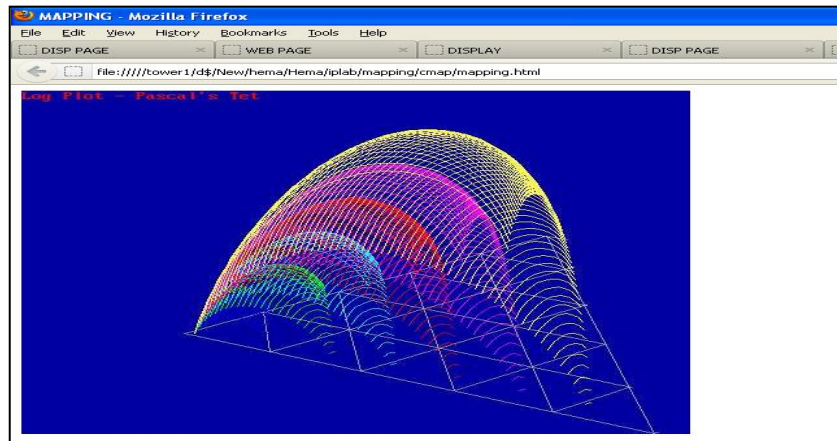 MAPPING - Mozilla Firefox
File Edit View History Bookmarks Tools Help
DISP PAGE WEB PAGE DISPLAY DISP PAGE
file://///tower1/d$/New/hema/Hema/iplab/mapping/cmap/mapping.html
Log Plot - Pascal's Tet